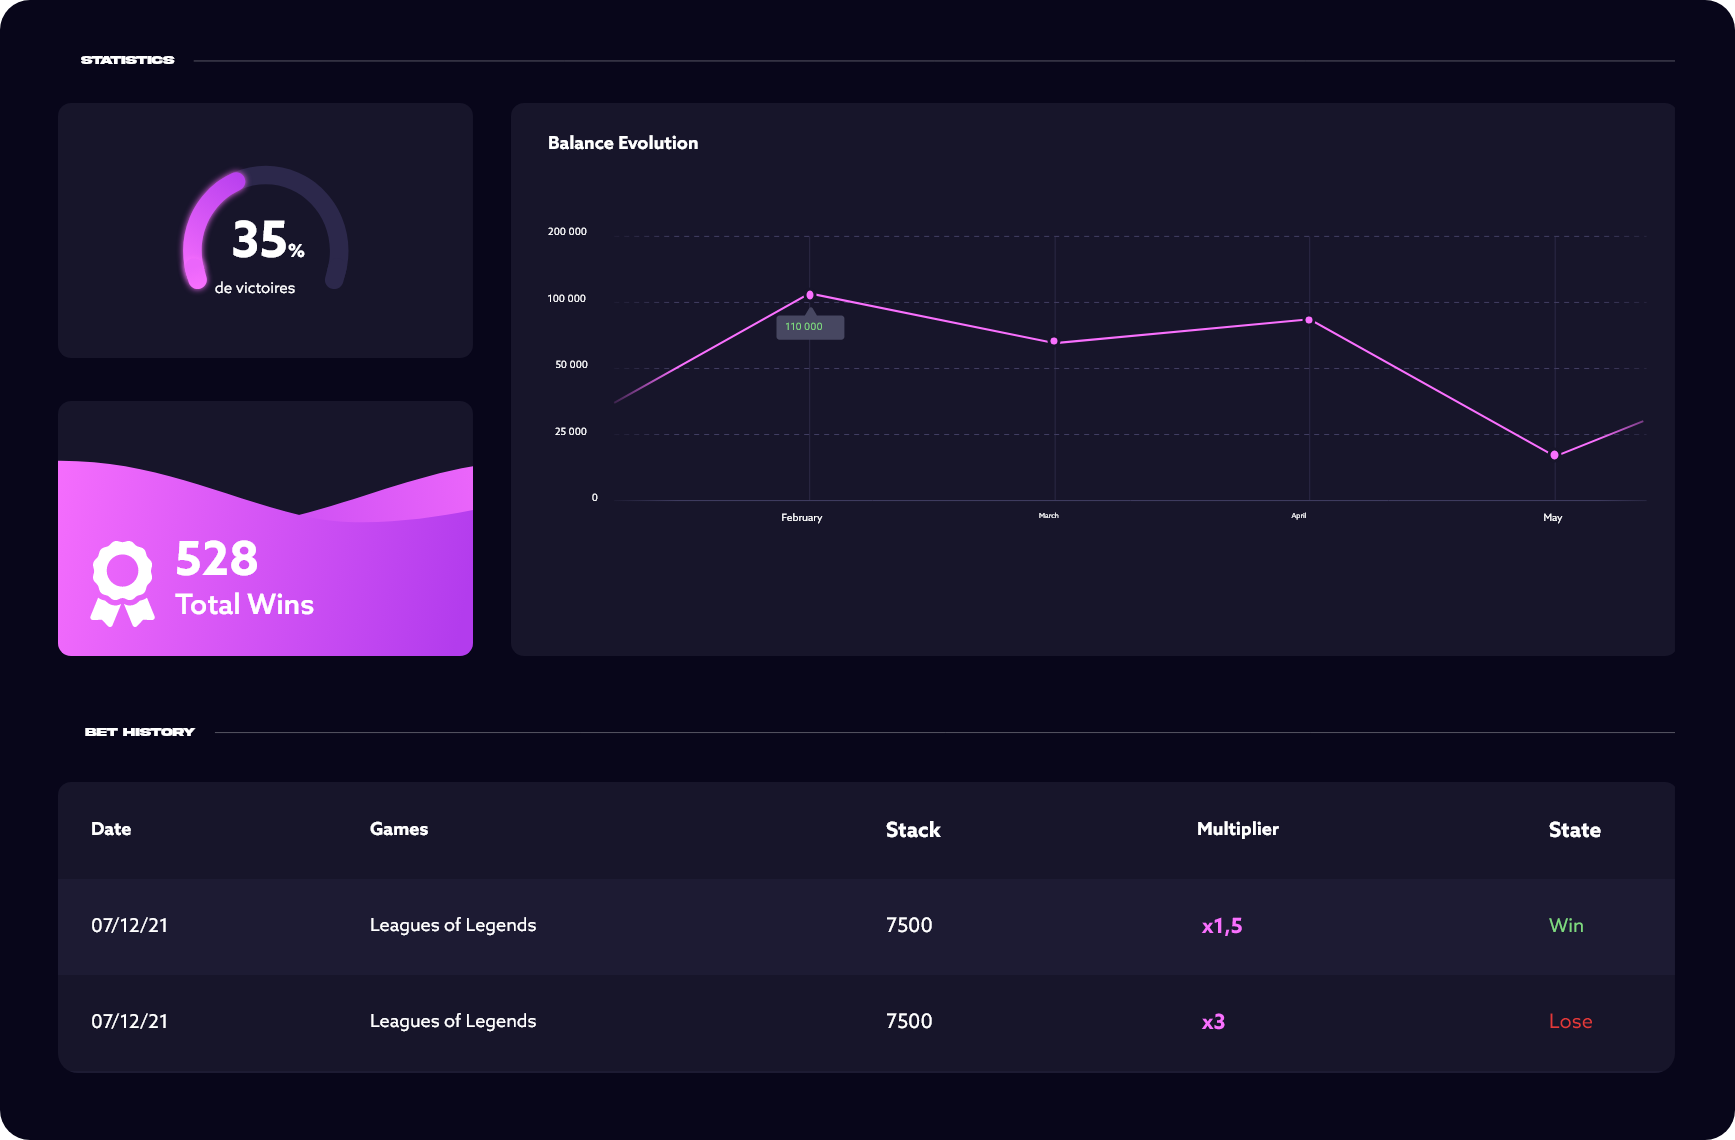 STATISTICS
35%
de victoires
528
Total Wins
Balance Evolution
200 000
100 000
50 000
25 000
0
110 000
February March April May
BET HISTORY
Date Games Stack Multiplier State
07/12/21 Leagues of Legends 7500 x1,5 Win
07/12/21 Leagues of Legends 7500 x3 Lose